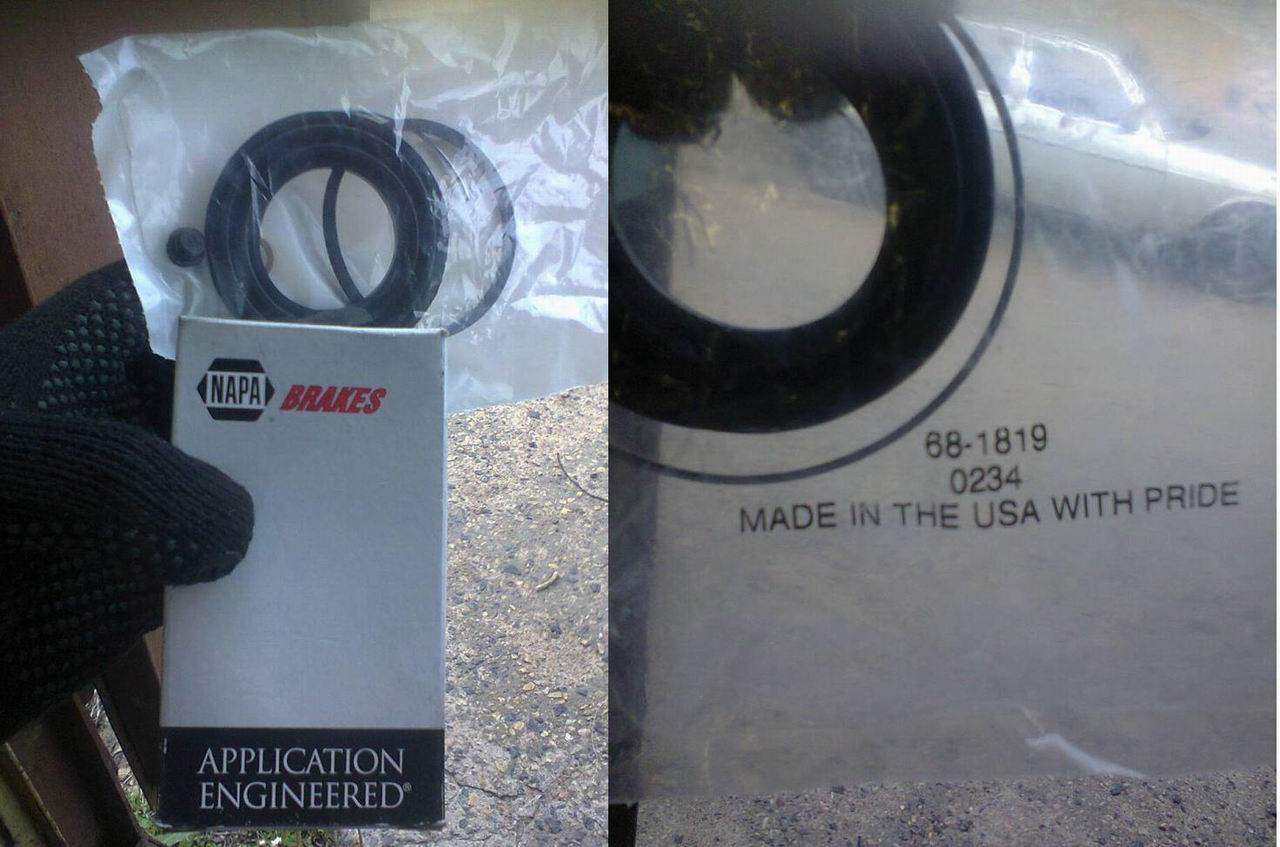 NAPA BRAKES
APPLICATION
ENGINEERED®
68-1819
0234
MADE IN THE USA WITH PRIDE